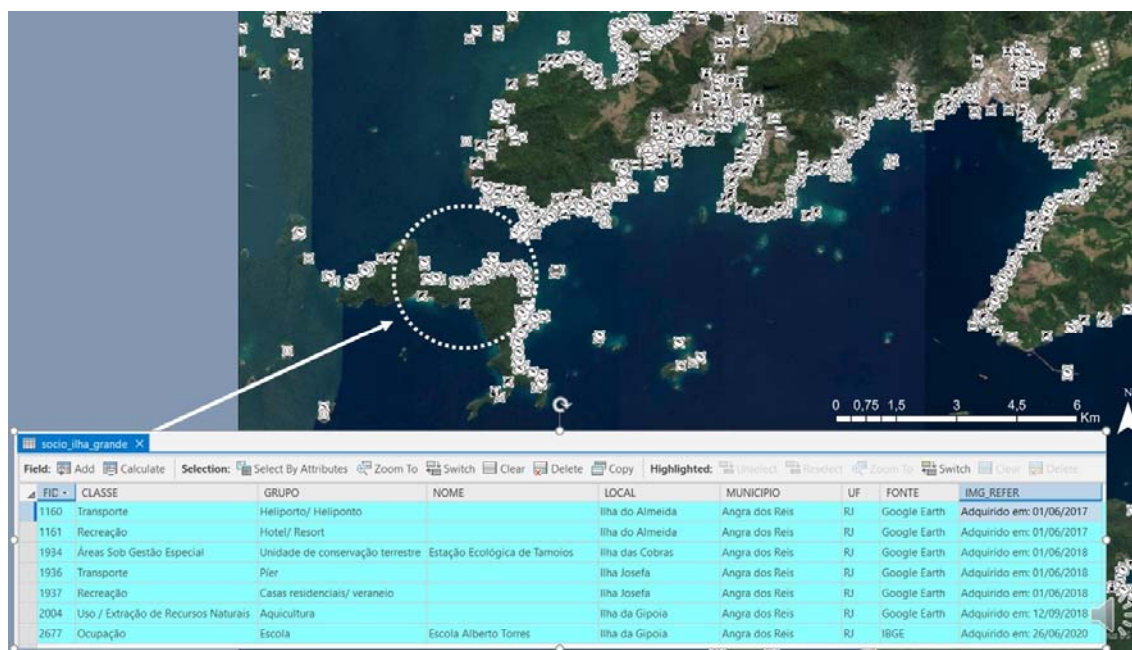 0 0,75 1,5 3 4,5 6
Km
N
socio_ilha_grande
Field: Add Calculate Selection: Select By Attributes Zoom To Switch Clear Delete Copy Highlighted: Unselect Reselect Zoom To Switch Clear Delete
FID CLASSE GRUPO NOME LOCAL MUNICIPIO UF FONTE IMG_REFER
1160 Transporte Heliporto/ Heliponto Ilha do Almeida Angra dos Reis RJ Google Earth Adquirido em: 01/06/2017
1161 Recreação Hotel/ Resort Ilha do Almeida Angra dos Reis RJ Google Earth Adquirido em: 01/06/2017
1934 Áreas Sob Gestão Especial Unidade de conservação terrestre Estação Ecológica de Tamoios Ilha das Cobras Angra dos Reis RJ Google Earth Adquirido em: 01/06/2018
1936 Transporte Píer Ilha Josefa Angra dos Reis RJ Google Earth Adquirido em: 01/06/2018
1937 Recreação Casas residenciais/ veraneio Ilha Josefa Angra dos Reis RJ Google Earth Adquirido em: 01/06/2018
2004 Uso / Extração de Recursos Naturais Aquicultura Ilha da Gipoia Angra dos Reis RJ Google Earth Adquirido em: 12/09/2018
2677 Ocupação Escola Escola Alberto Torres Ilha da Gipoia Angra dos Reis RJ IBGE Adquirido em: 26/06/2020